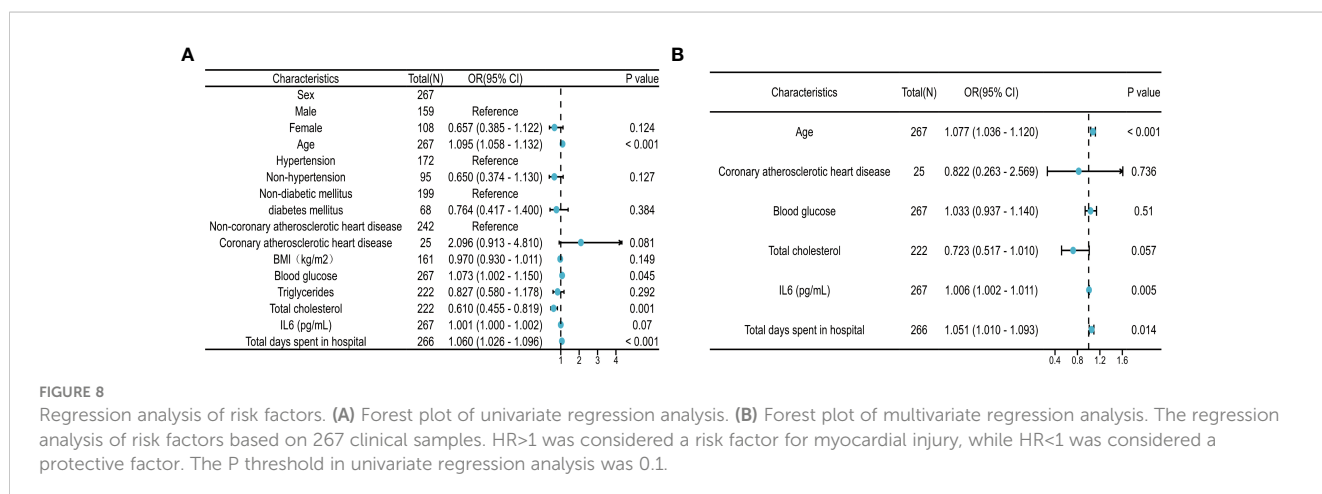 A
Characteristics Total(N) OR(95% CI) P value
Sex 267
Male 159 Reference
Female 108 0.657 (0.385 - 1.122) 0.124
Age 267 1.095 (1.058 - 1.132) < 0.001
Hypertension 172 Reference
Non-hypertension 95 0.650 (0.374 - 1.130) 0.127
Non-diabetic mellitus 199 Reference
diabetes mellitus 68 0.764 (0.417 - 1.400) 0.384
Non-coronary atherosclerotic heart disease 242 Reference
Coronary atherosclerotic heart disease 25 2.096 (0.913 - 4.810) 0.081
BMI（kg/m2） 161 0.970 (0.930 - 1.011) 0.149
Blood glucose 267 1.073 (1.002 - 1.150) 0.045
Triglycerides 222 0.827 (0.580 - 1.178) 0.292
Total cholesterol 222 0.610 (0.455 - 0.819) 0.001
IL6 (pg/mL) 267 1.001 (1.000 - 1.002) 0.07
Total days spent in hospital 266 1.060 (1.026 - 1.096) < 0.001
1 2 3 4
B
Characteristics Total(N) OR(95% CI) P value
Age 267 1.077 (1.036 - 1.120) < 0.001
Coronary atherosclerotic heart disease 25 0.822 (0.263 - 2.569) 0.736
Blood glucose 267 1.033 (0.937 - 1.140) 0.51
Total cholesterol 222 0.723 (0.517 - 1.010) 0.057
IL6 (pg/mL) 267 1.006 (1.002 - 1.011) 0.005
Total days spent in hospital 266 1.051 (1.010 - 1.093) 0.014
0.4 0.8 1.2 1.6
FIGURE 8
Regression analysis of risk factors. (A) Forest plot of univariate regression analysis. (B) Forest plot of multivariate regression analysis. The regression
analysis of risk factors based on 267 clinical samples. HR>1 was considered a risk factor for myocardial injury, while HR<1 was considered a
protective factor. The P threshold in univariate regression analysis was 0.1.